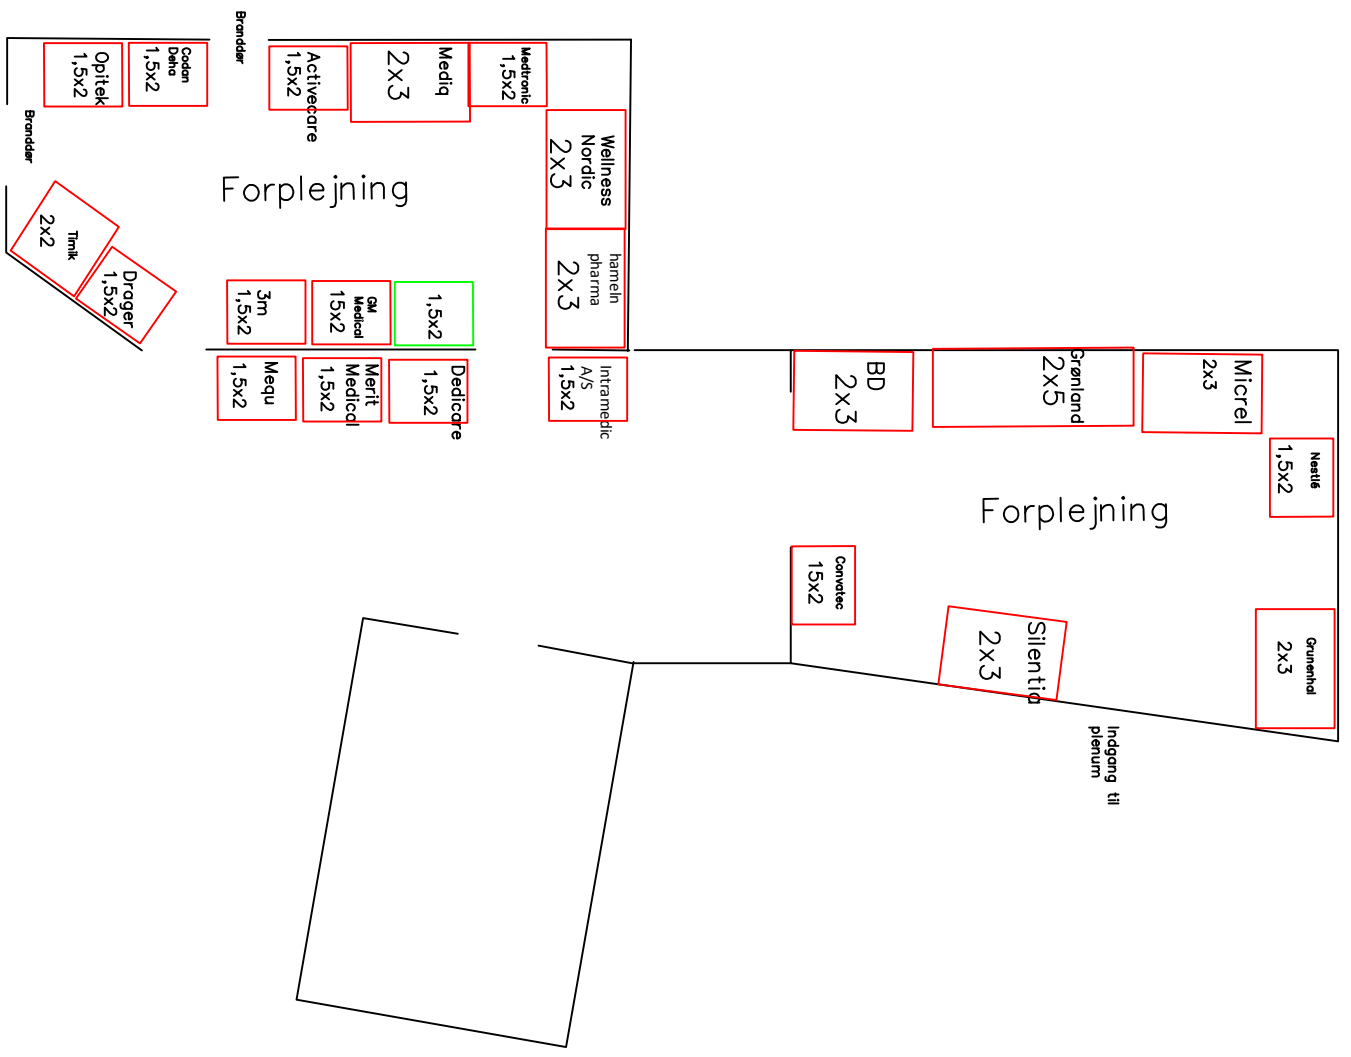 Branddør
Opitek
1,5x2
Codan
Deha
1,5x2
Activecare
1,5x2
Mediq
2x3
Medtronic
1,5x2
Branddør
Wellness
Nordic
2x3
Forplejning
Timik
2x2
Drager
1,5x2
hameln
pharma
2x3
3m
1,5x2
GM
Medical
15x2
1,5x2
Mequ
1,5x2
Merit
Medical
1,5x2
Dedicare
1,5x2
Intramedic
A/S
1,5x2
BD
2x3
Grønland
2x5
Micrel
2x3
Nestlé
1,5x2
Forplejning
Convatec
15x2
Silentia
2x3
Grunenhal
2x3
Indgang til
plenum